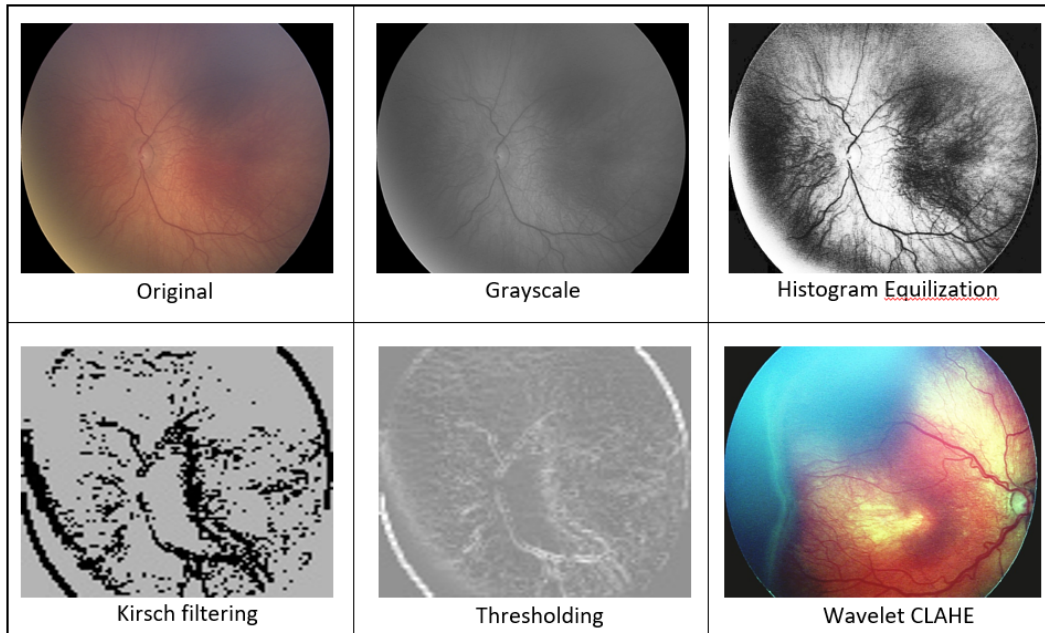 Original
Grayscale
Histogram Equilization
Kirsch filtering
Thresholding
Wavelet CLAHE